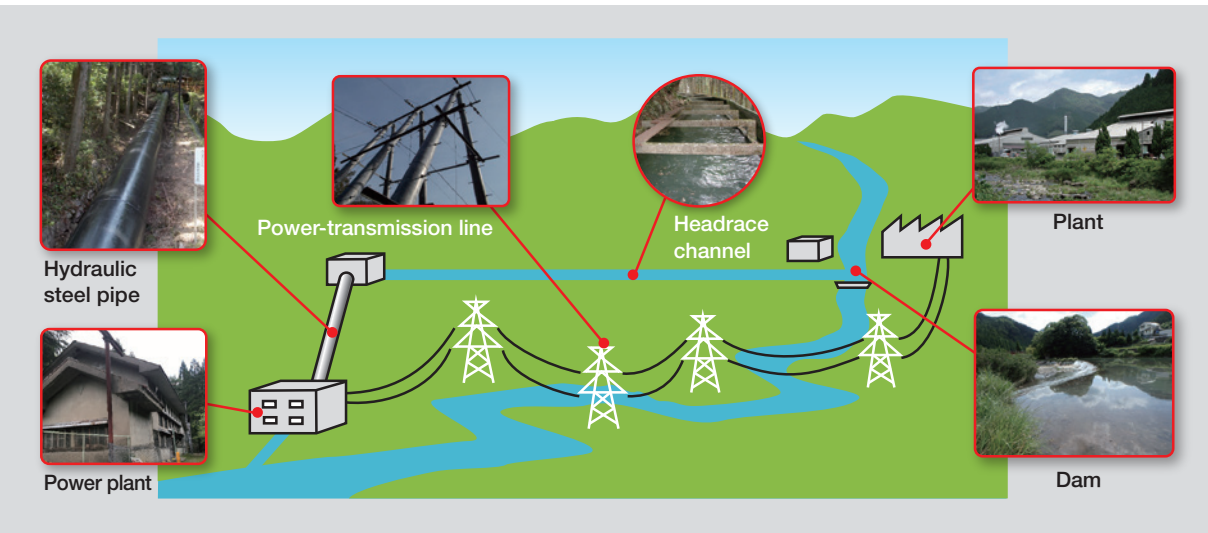 Power-transmission line
Headrace
channel
Plant
Hydraulic
steel pipe
Power plant
Dam